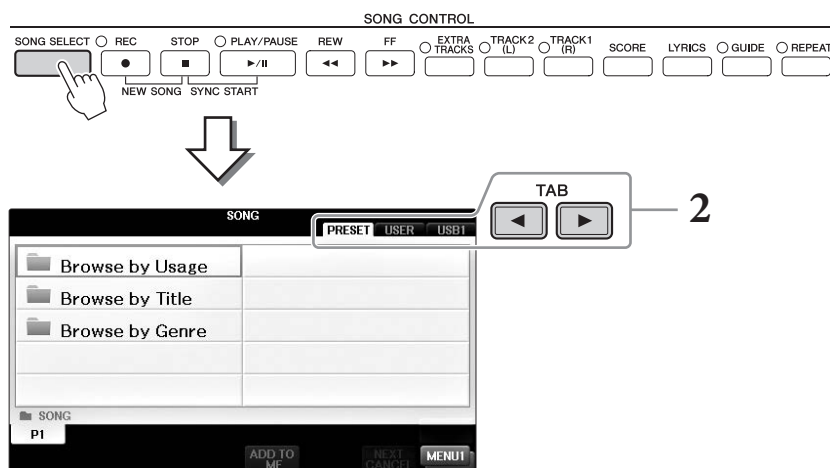 SONG CONTROL
SONG SELECT REC STOP PLAY/PAUSE REW FF EXTRA TRACKS TRACK2 (L) TRACK1 (R) SCORE LYRICS GUIDE REPEAT
NEW SONG SYNC START
TAB
2
SONG
PRESET USER USB1
Browse by Usage
Browse by Title
Browse by Genre
SONG
P1
ADD TO ME
NEXT CANCEL
MENU1